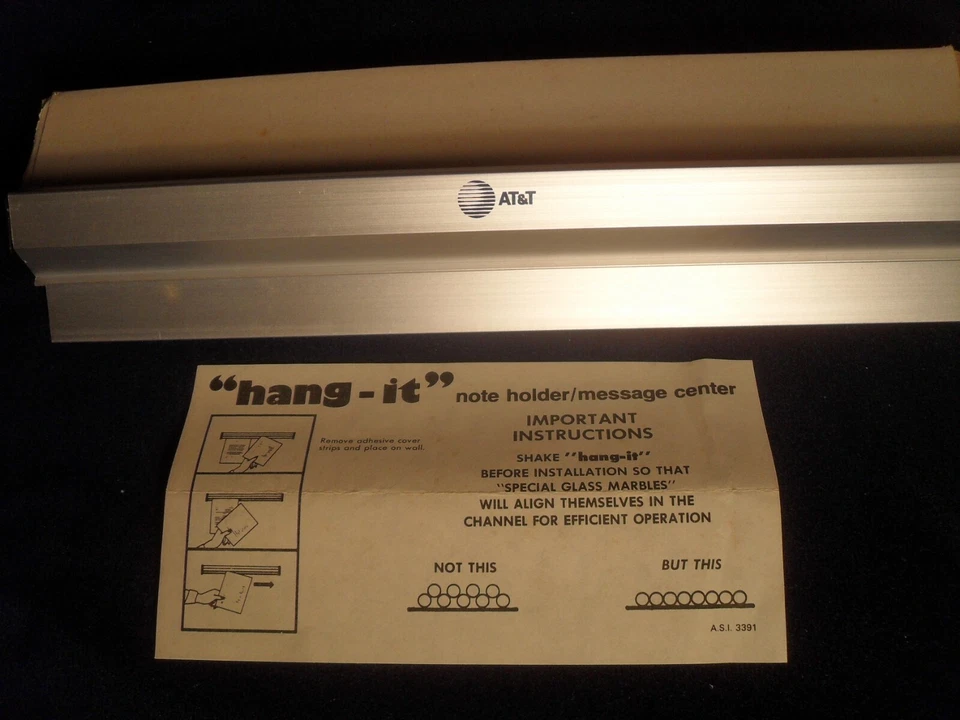 AT&T
"hang-it" note holder/message center
Remove adhesive cover
strips and place on wall.
IMPORTANT
INSTRUCTIONS
SHAKE "hang-it"
BEFORE INSTALLATION SO THAT
"SPECIAL GLASS MARBLES"
WILL ALIGN THEMSELVES IN THE
CHANNEL FOR EFFICIENT OPERATION
NOT THIS
BUT THIS
A.S.I. 3391